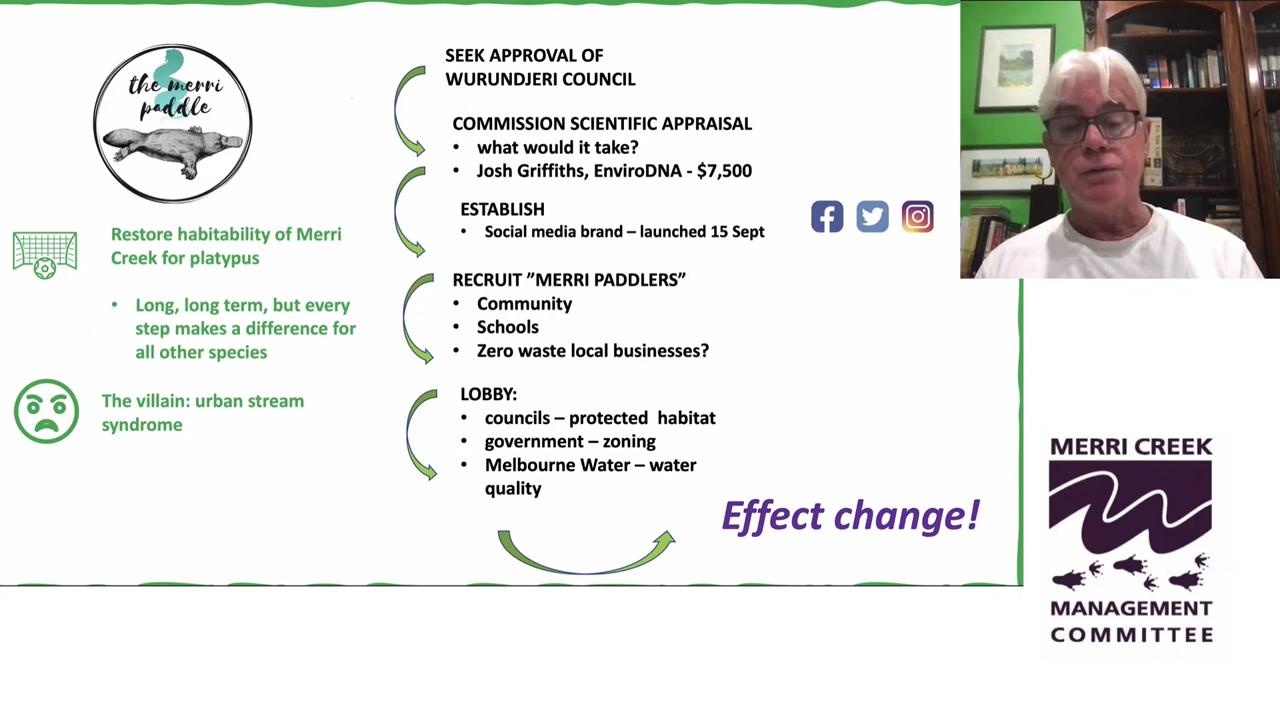 the merri
paddle
Restore habitability of Merri
Creek for platypus
• Long, long term, but every
step makes a difference for
all other species
The villain: urban stream
syndrome
SEEK APPROVAL OF
WURUNDJERI COUNCIL
COMMISSION SCIENTIFIC APPRAISAL
• what would it take?
• Josh Griffiths, EnviroDNA - $7,500
ESTABLISH
• Social media brand – launched 15 Sept
RECRUIT ”MERRI PADDLERS”
• Community
• Schools
• Zero waste local businesses?
LOBBY:
• councils – protected  habitat
• government – zoning
• Melbourne Water – water
quality
Effect change!
MERRI CREEK
MANAGEMENT
COMMITTEE